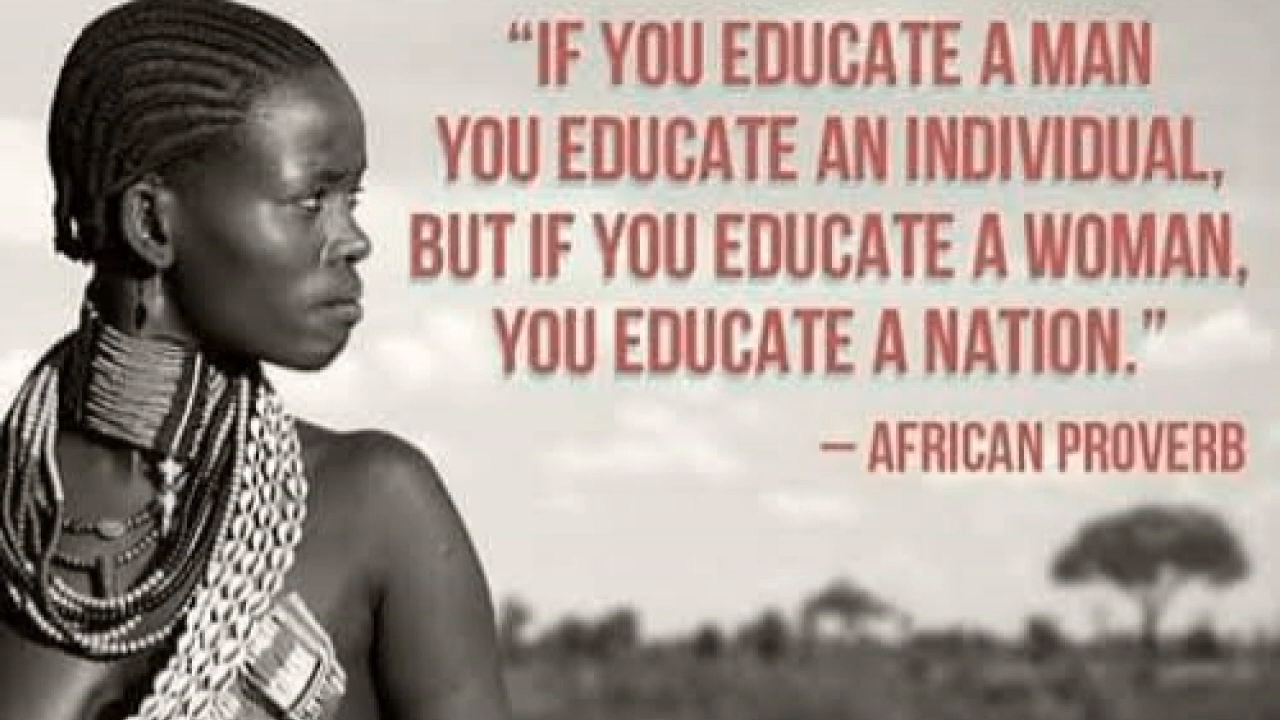 “IF YOU EDUCATE A MAN
YOU EDUCATE AN INDIVIDUAL,
BUT IF YOU EDUCATE A WOMAN,
YOU EDUCATE A NATION.”
– AFRICAN PROVERB